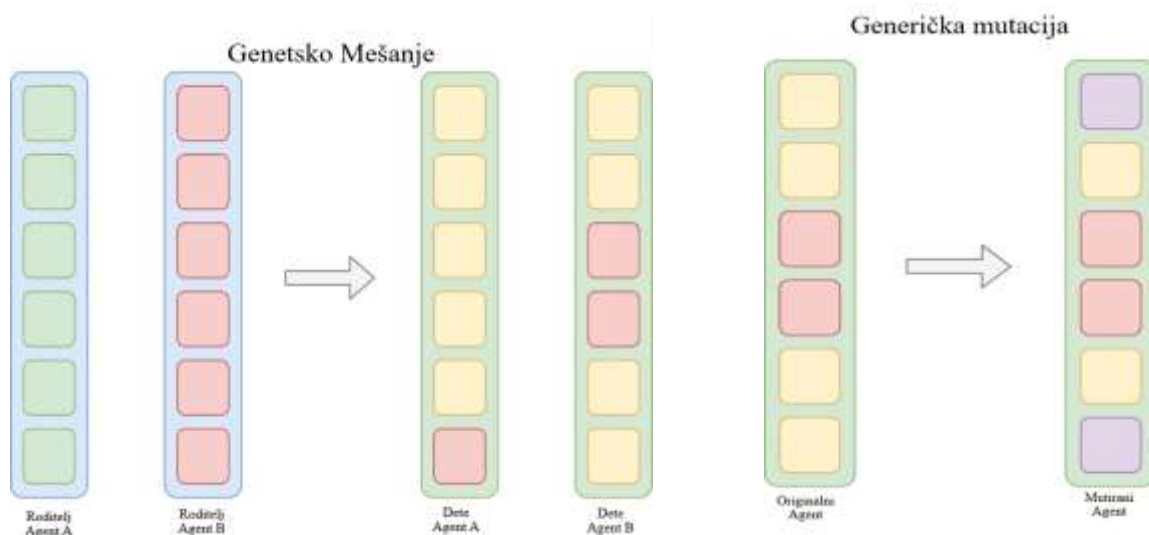 Genetsko Mešanje
Generička mutacija
Roditelj
Agent A
Roditelj
Agent B
Dete
Agent A
Dete
Agent B
Originalni
Agent
Mutirani
Agent